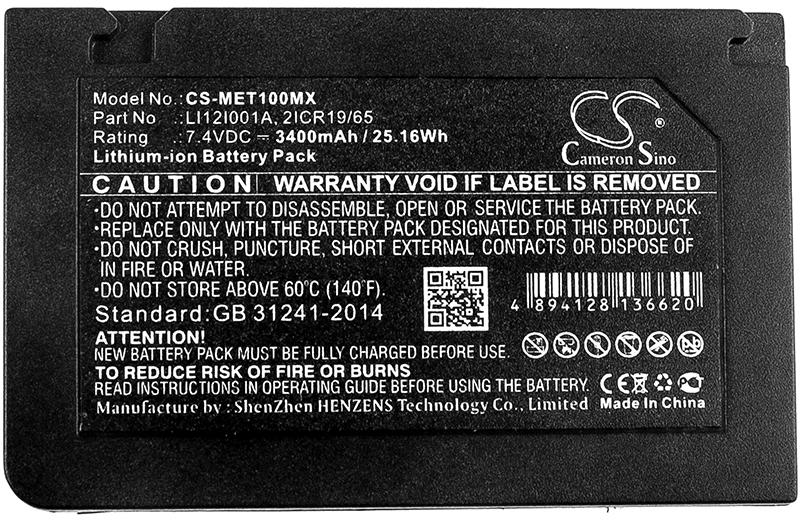 Model No.:CS-MET100MX
Part No .:LI12I001A, 2ICR19/65
Rating .:7.4VDC ⎓ 3400mAh / 25.16Wh
Lithium-ion Battery Pack
CS
Cameron Sino
CAUTION WARRANTY VOID IF LABEL IS REMOVED
•DO NOT ATTEMPT TO DISASSEMBLE, OPEN OR SERVICE THE BATTERY PACK.
•REPLACE ONLY WITH THE BATTERY PACK DESIGNATED FOR THIS PRODUCT.
•DO NOT CRUSH, PUNCTURE, SHORT EXTERNAL CONTACTS OR DISPOSE OF
IN FIRE OR WATER.
•DO NOT STORE ABOVE 60°C (140°F).
Standard:GB 31241-2014
4 894128 136620
ATTENTION!
NEW BATTERY PACK MUST BE FULLY CHARGED BEFORE USE.
TO REDUCE RISK OF FIRE OR BURNS
READ INSTRUCTIONS IN OPERATING GUIDE BEFORE USING THE BATTERY.
Manufacture by : ShenZhen HENZENS Technology Co., Limited
CE
Made In China